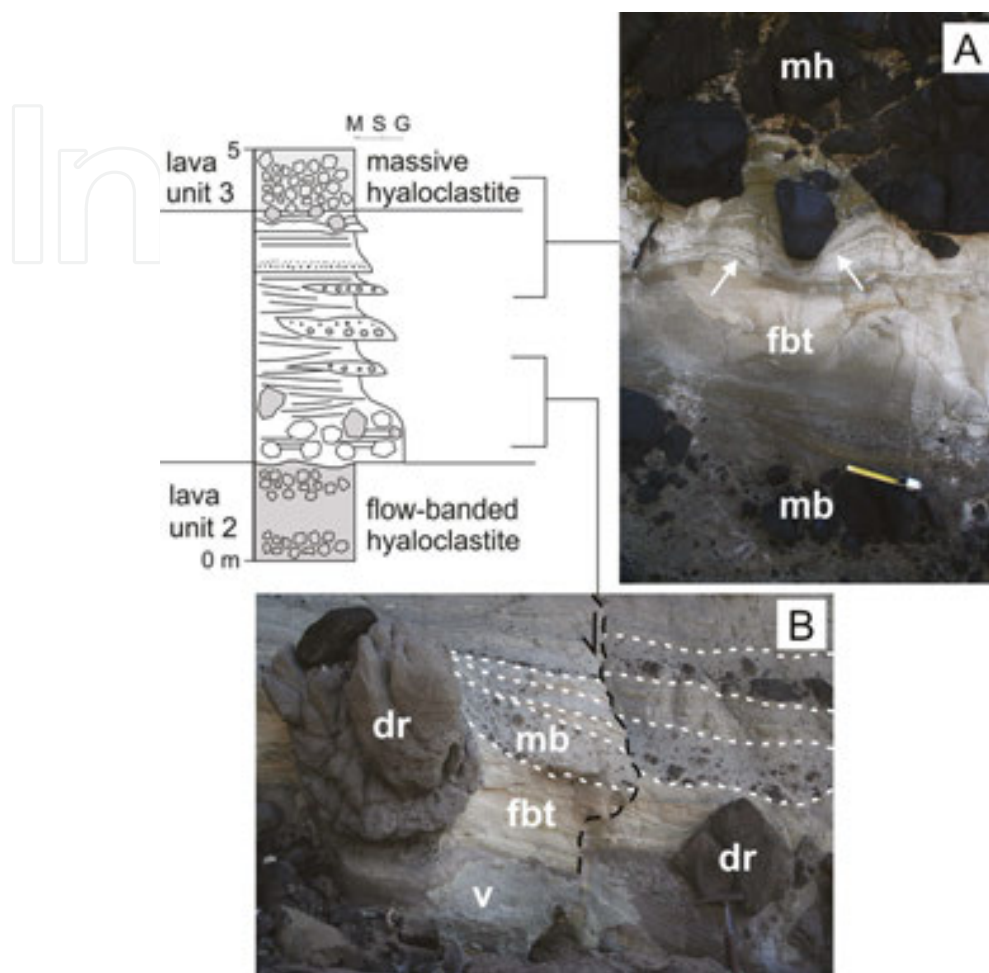 In
M S G
5
lava
unit 3
massive
hyaloclastite
lava
unit 2
flow-banded
hyaloclastite
0 m
A
mh
fbt
mb
B
dr
mb
fbt
dr
v